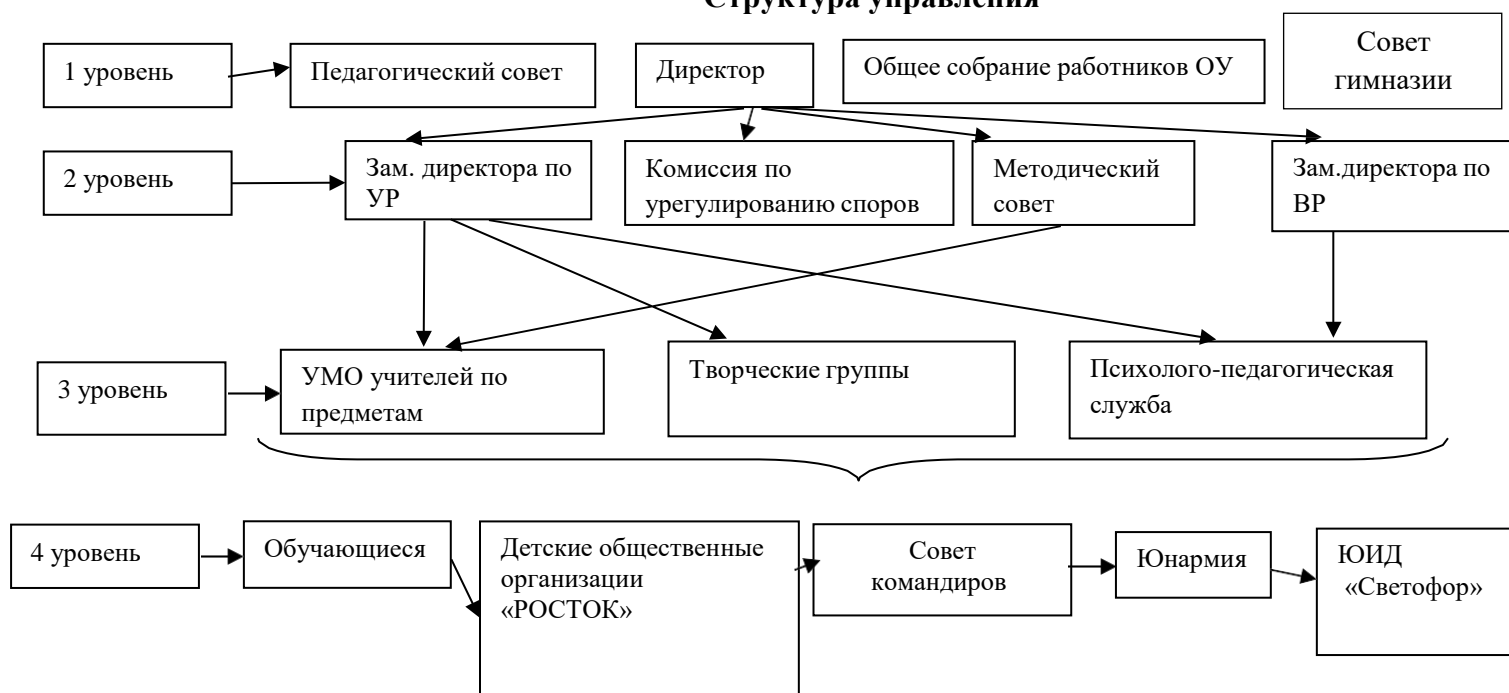 Структура управления
1 уровень
Педагогический совет
Директор
Общее собрание работников ОУ
Совет
гимназии
2 уровень
Зам. директора по
УР
Комиссия по
урегулированию споров
Методический
совет
Зам.директора по
ВР
3 уровень
УМО учителей по
предметам
Творческие группы
Психолого-педагогическая
служба
4 уровень
Обучающиеся
Детские общественные
организации
«РОСТОК»
Совет
командиров
Юнармия
ЮИД
«Светофор»